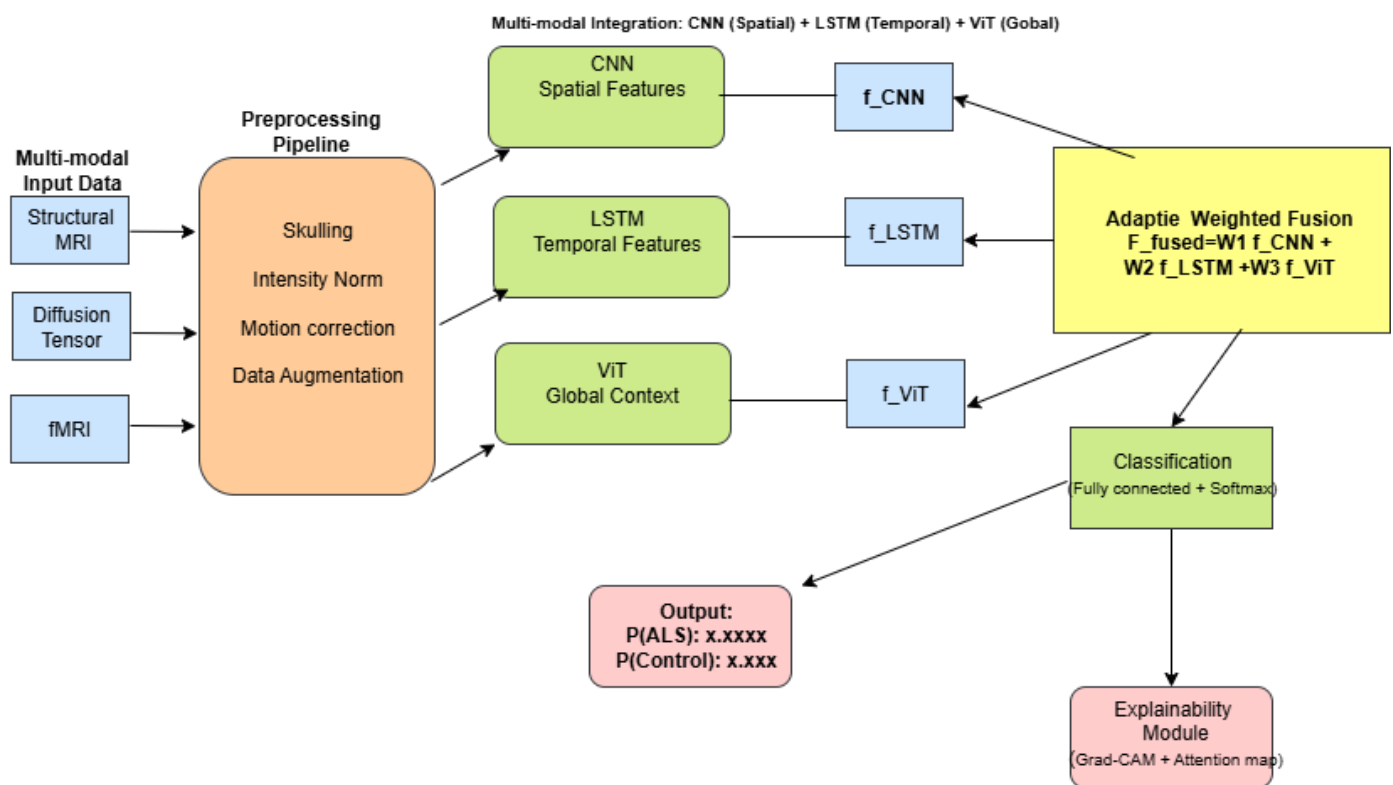 Multi-modal Integration: CNN (Spatial) + LSTM (Temporal) + ViT (Gobal)
Multi-modal
Input Data
Structural
MRI
Diffusion
Tensor
fMRI
Preprocessing
Pipeline
Skulling
Intensity Norm
Motion correction
Data Augmentation
CNN
Spatial Features
LSTM
Temporal Features
ViT
Global Context
f_CNN
f_LSTM
f_ViT
Adaptie Weighted Fusion
F_fused=W1 f_CNN +
W2 f_LSTM +W3 f_ViT
Classification
(Fully connected + Softmax)
Output:
P(ALS): x.xxxx
P(Control): x.xxx
Explainability
Module
(Grad-CAM + Attention map)